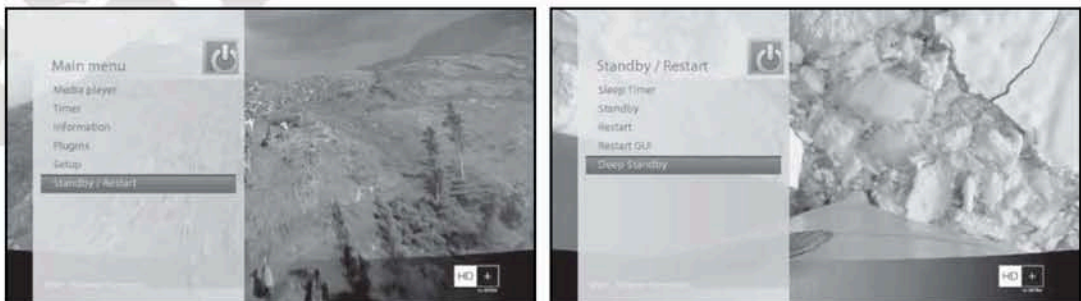 Main menu
Media player
Timer
Information
Plugins
Setup
Standby / Restart
HD +
Standby / Restart
Sleep Timer
Standby
Restart
Restart GUI
Deep Standby
HD +